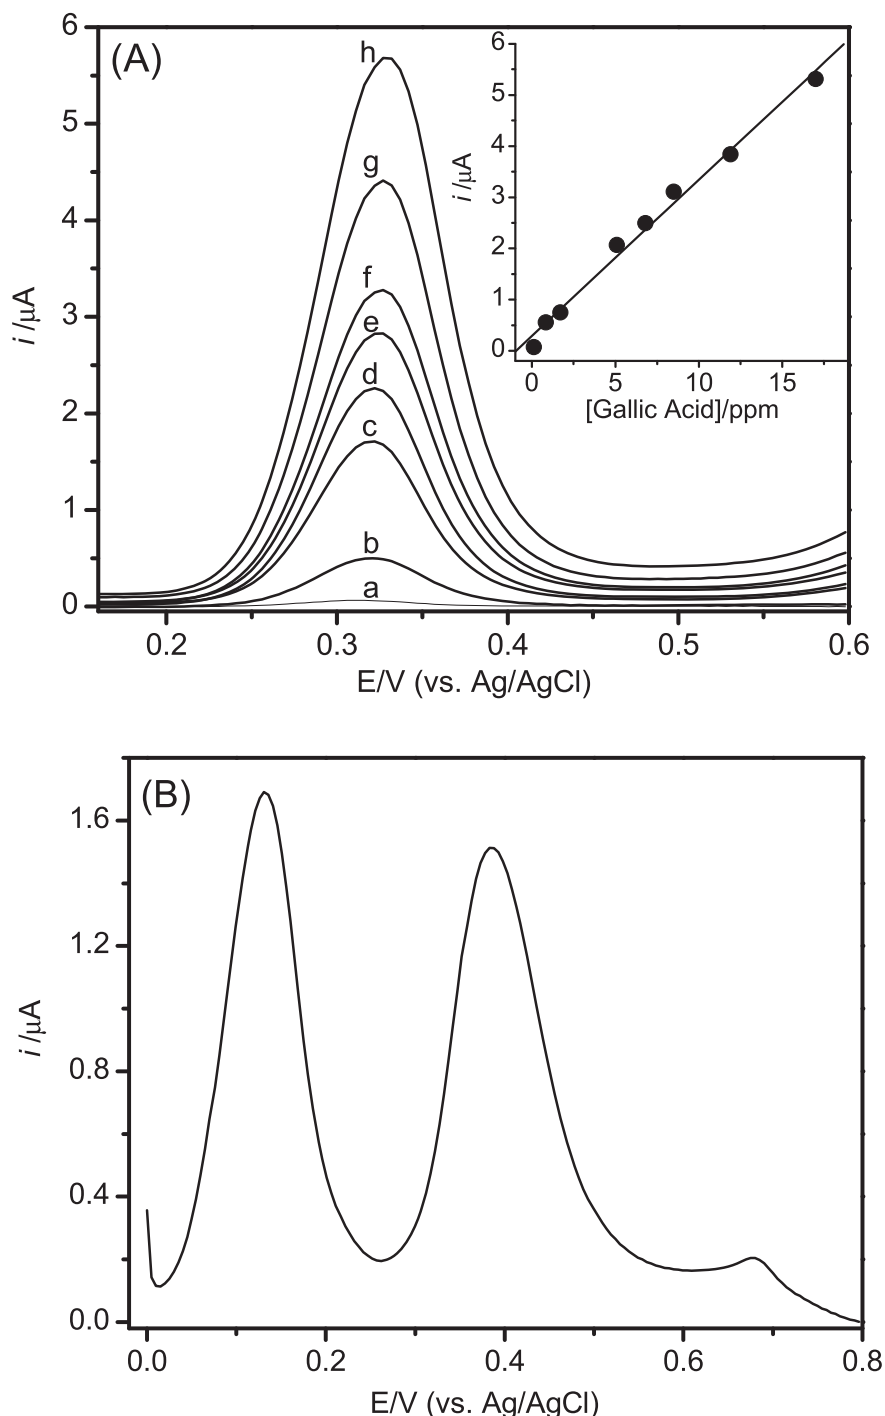 (A)
6
5
4
3
2
1
0
i /μA
h
g
f
e
d
c
b
a
0.2 0.3 0.4 0.5 0.6
E/V (vs. Ag/AgCl)
6
5
4
3
2
1
0
i /μA
0 5 10 15
[Gallic Acid]/ppm
(B)
1.6
1.2
0.8
0.4
0.0
i /μA
0.0 0.2 0.4 0.6 0.8
E/V (vs. Ag/AgCl)